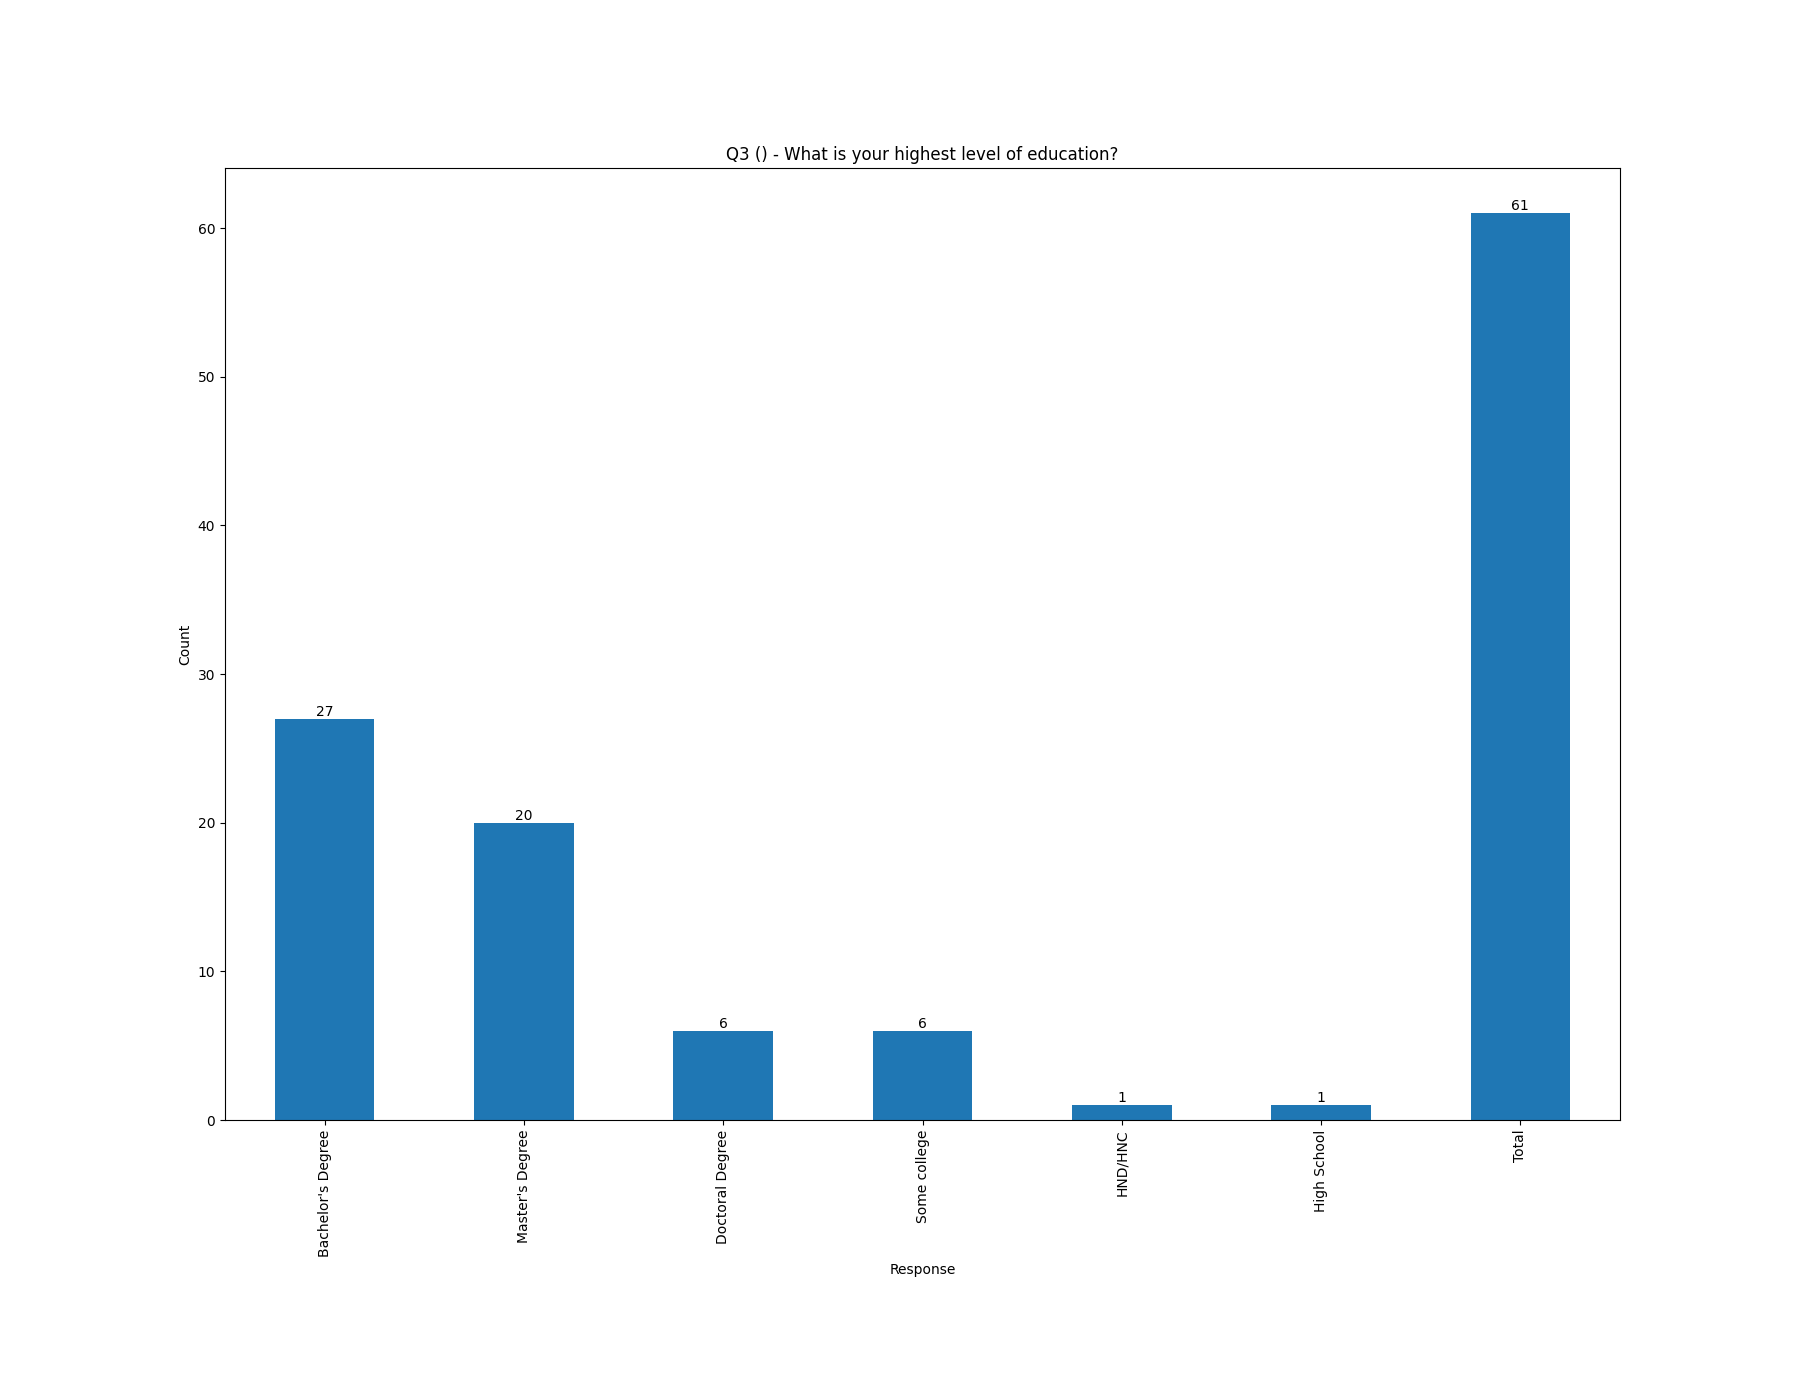 Q3 () - What is your highest level of education?
60
50
40
30
20
10
0
Count
27
20
6
6
1
1
61
Bachelor's Degree
Master's Degree
Doctoral Degree
Some college
HND/HNC
High School
Total
Response